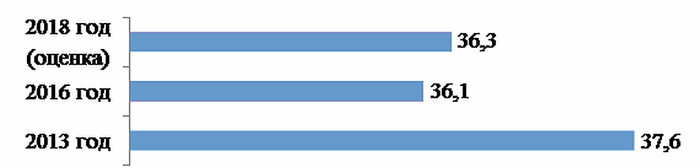 2018 год
(оценка)
36,3
2016 год
36,1
2013 год
37,6